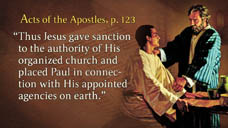 Acts of the Apostles, p. 123
“Thus Jesus gave sanction
to the authority of His
organized church and
placed Paul in connec-
tion with His appointed
agencies on earth.”